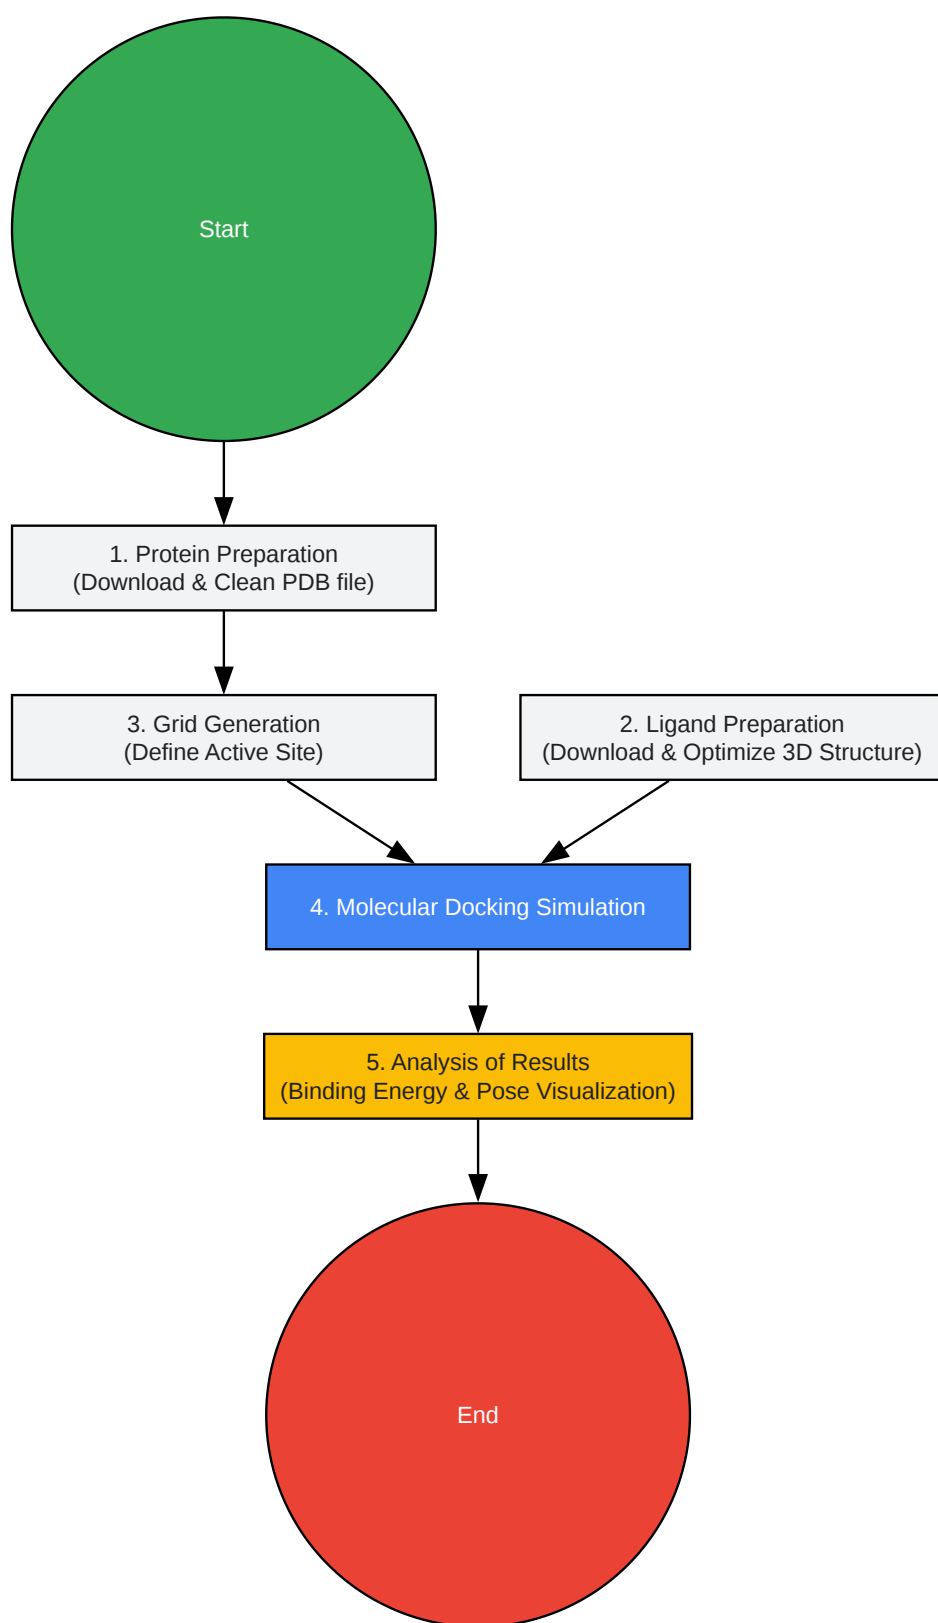 Start
1. Protein Preparation
(Download & Clean PDB file)
3. Grid Generation
(Define Active Site)
2. Ligand Preparation
(Download & Optimize 3D Structure)
4. Molecular Docking Simulation
5. Analysis of Results
(Binding Energy & Pose Visualization)
End